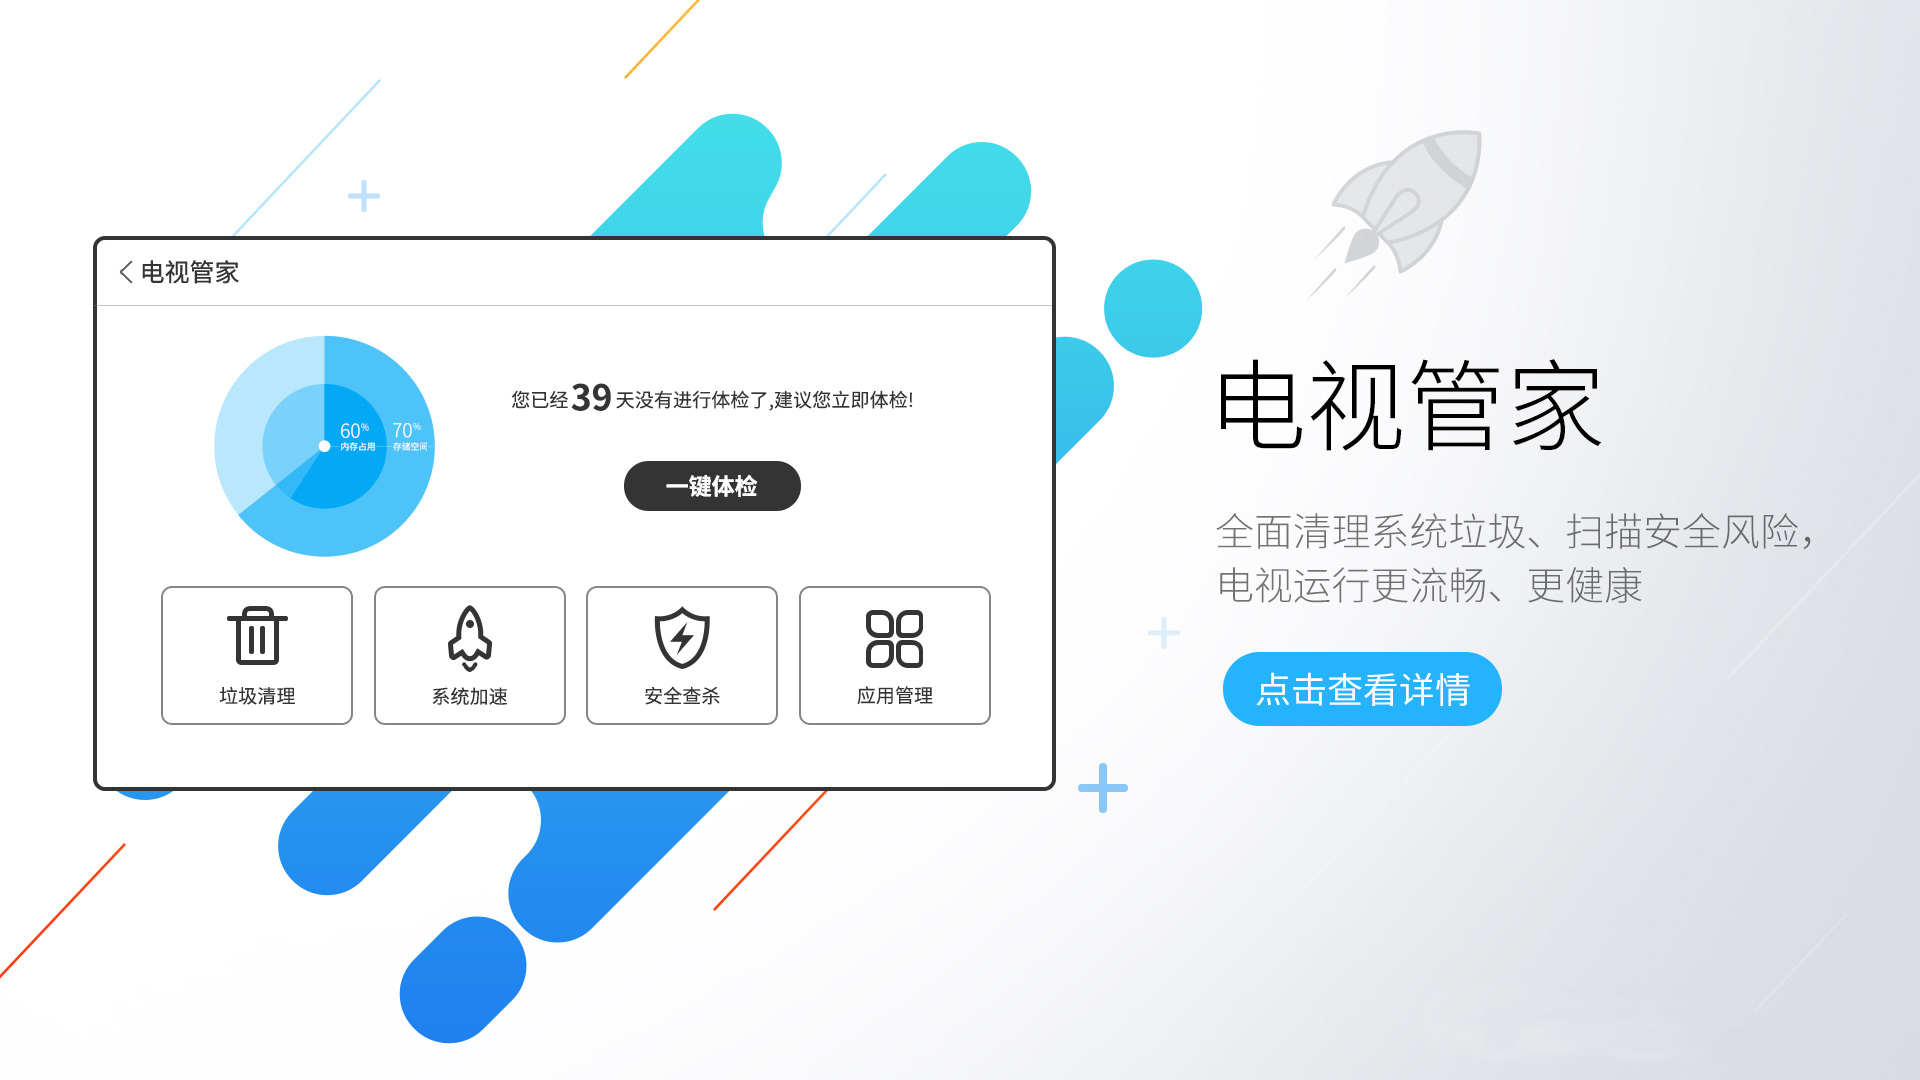 电视管家
60%
内存占用
70%
存储空间
您已经39天没有进行体检了,建议您立即体检!
一键体检
垃圾清理
系统加速
安全查杀
应用管理
电视管家
全面清理系统垃圾、扫描安全风险，
电视运行更流畅、更健康
点击查看详情